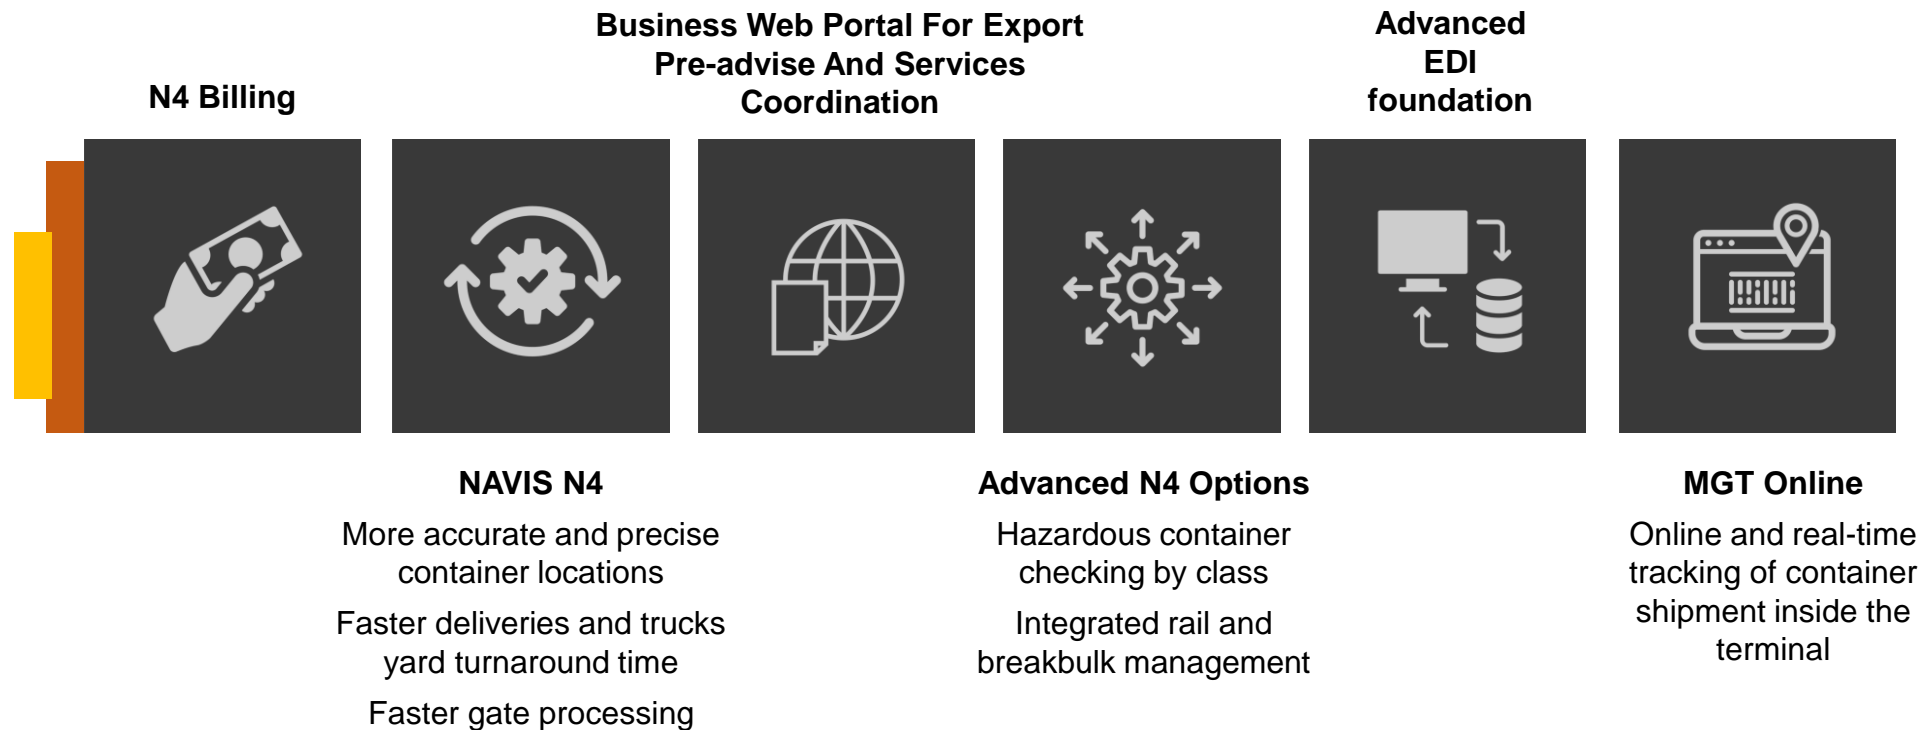 N4 Billing
Business Web Portal For Export
Pre-advise And Services
Coordination
Advanced
EDI
foundation
NAVIS N4
More accurate and precise
container locations
Faster deliveries and trucks
yard turnaround time
Faster gate processing
Advanced N4 Options
Hazardous container
checking by class
Integrated rail and
breakbulk management
MGT Online
Online and real-time
tracking of container
shipment inside the
terminal